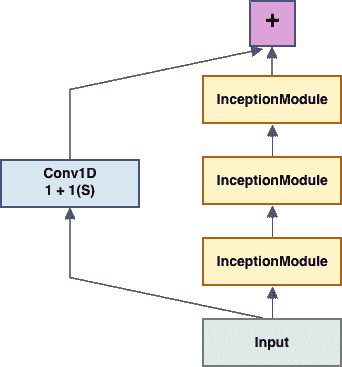 +
InceptionModule
Conv1D
1 + 1(S)
InceptionModule
InceptionModule
Input